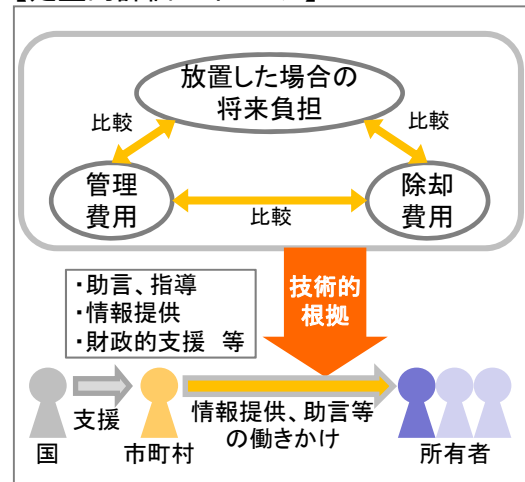 放置した場合の
将来負担
比較
比較
管理
費用
除却
費用
比較
・助言、指導
・情報提供
・財政的支援 等
技術的
根拠
支援
情報提供、助言等
の働きかけ
国
市町村
所有者